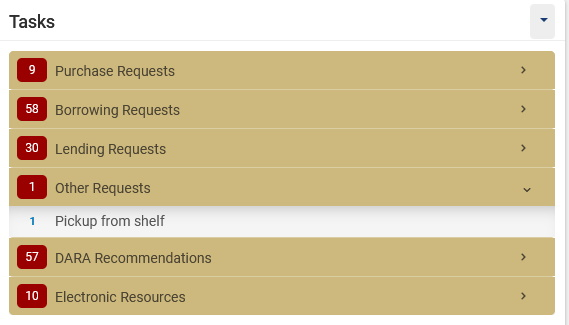 Tasks
9 Purchase Requests
58 Borrowing Requests
30 Lending Requests
1 Other Requests
1 Pickup from shelf
57 DARA Recommendations
10 Electronic Resources